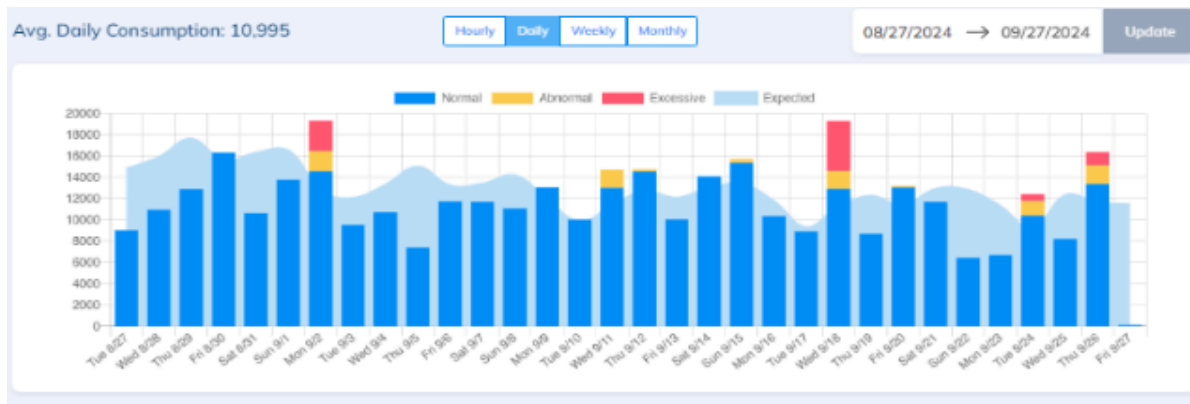 Avg. Daily Consumption: 10,995
Hourly Daily Weekly Monthly
08/27/2024 → 09/27/2024 Update
Normal Abnormal Excessive Expected
20000
18000
16000
14000
12000
10000
8000
6000
4000
2000
0
Tue 8/27 Wed 8/28 Thu 8/29 Fri 8/30 Sat 8/31 Sun 9/1 Mon 9/2 Tue 9/3 Wed 9/4 Thu 9/5 Fri 9/6 Sat 9/7 Sun 9/8 Mon 9/9 Tue 9/10 Wed 9/11 Thu 9/12 Fri 9/13 Sat 9/14 Sun 9/15 Mon 9/16 Tue 9/17 Wed 9/18 Thu 9/19 Fri 9/20 Sat 9/21 Sun 9/22 Mon 9/23 Tue 9/24 Wed 9/25 Thu 9/26 Fri 9/27